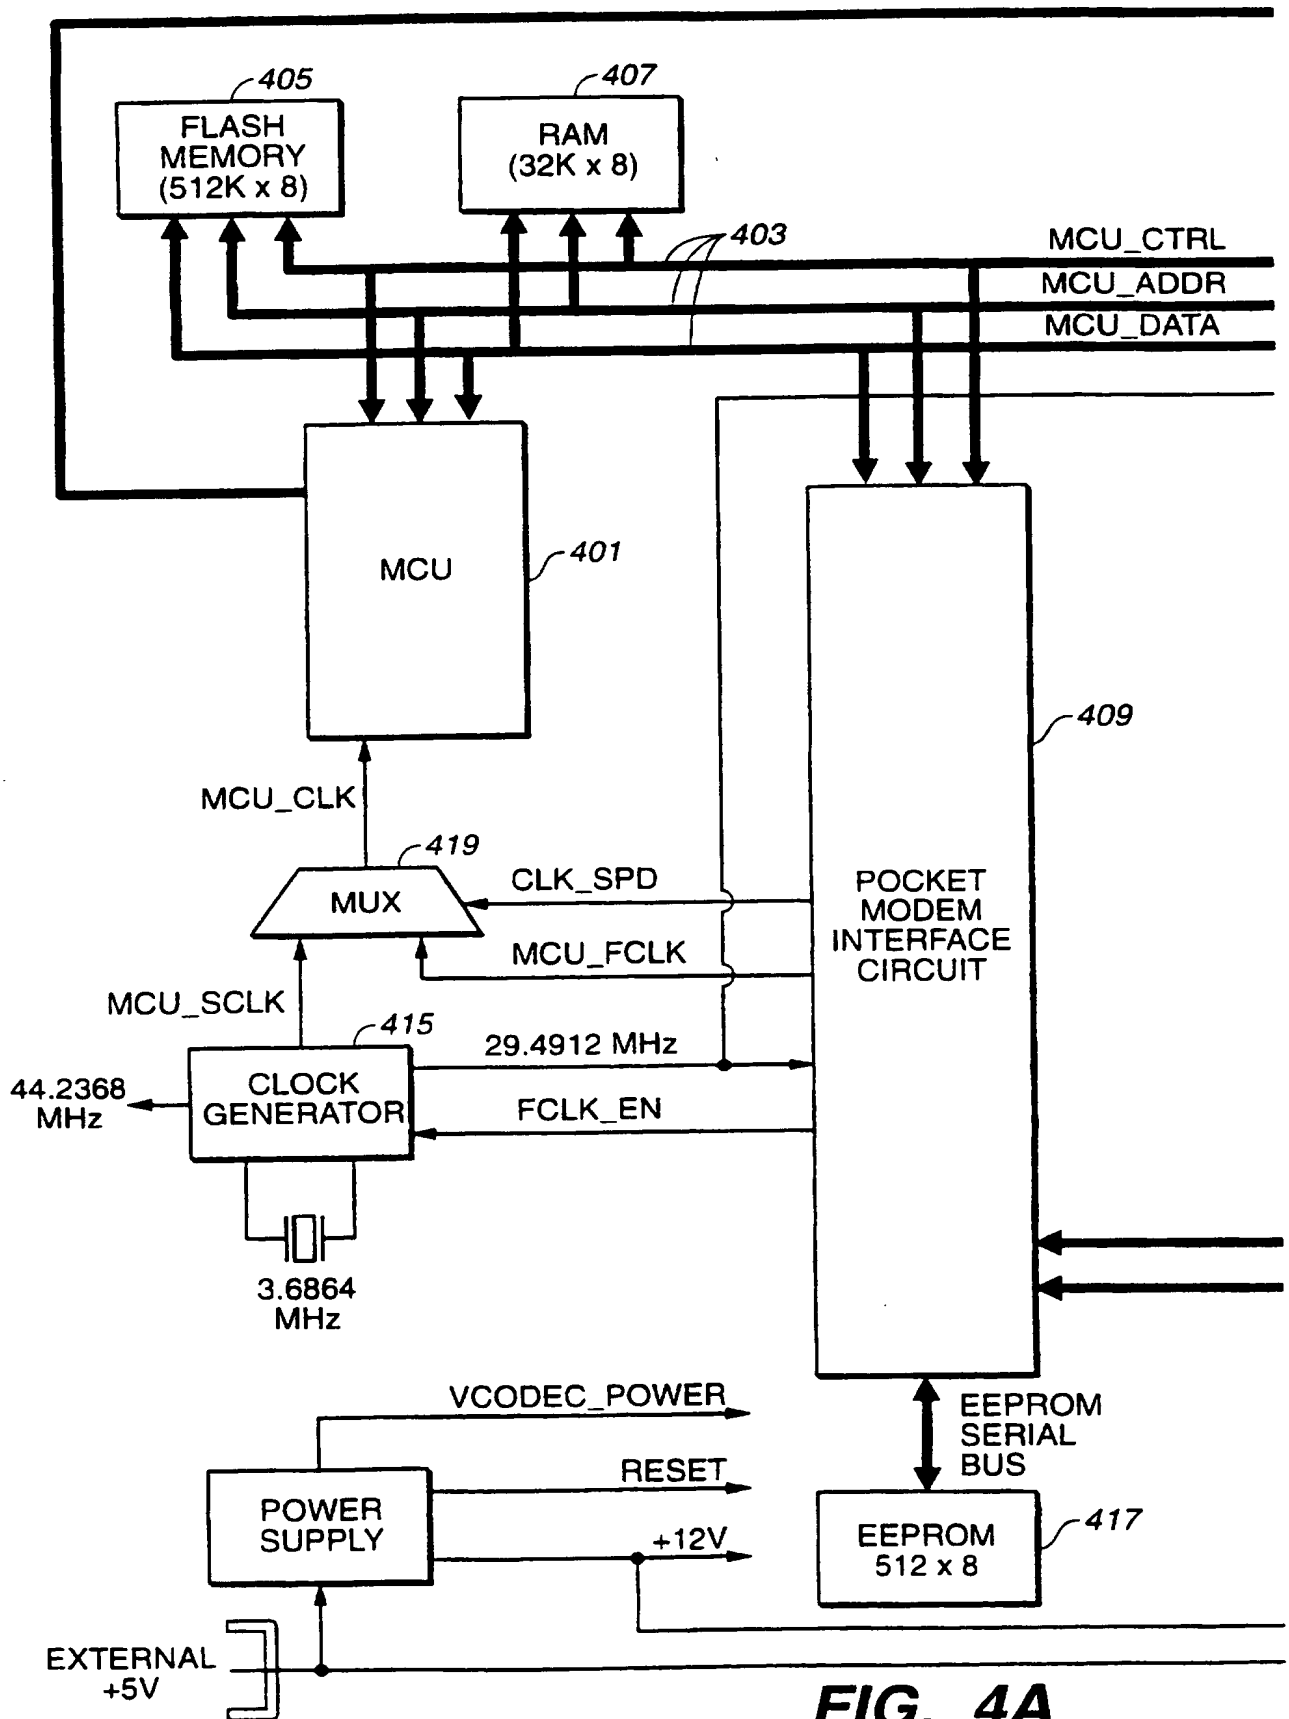 405
FLASH
MEMORY
(512K x 8)
407
RAM
(32K x 8)
403
MCU_CTRL
MCU_ADDR
MCU_DATA
MCU
401
409
MCU_CLK
419
MUX
CLK_SPD
MCU_FCLK
POCKET
MODEM
INTERFACE
CIRCUIT
MCU_SCLK
415
CLOCK
GENERATOR
29.4912 MHz
44.2368
MHz
FCLK_EN
3.6864
MHz
VCODEC_POWER
RESET
+12V
POWER
SUPPLY
EEPROM
SERIAL
BUS
EEPROM
512 x 8
417
EXTERNAL
+5V
FIG. 4A